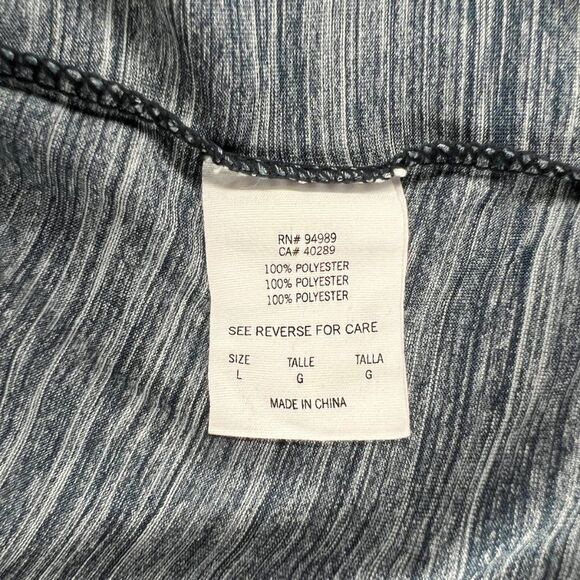 RN# 94989
CA# 40289
100% POLYESTER
100% POLYESTER
100% POLYESTER
SEE REVERSE FOR CARE
SIZE TALLE TALLA
L G G
MADE IN CHINA